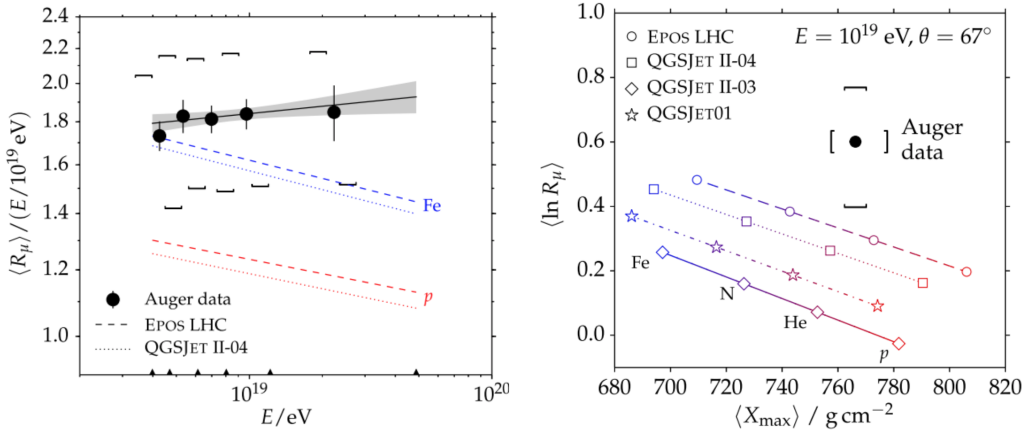 ⟨Rμ⟩/(E/10¹⁹ eV)
2.4
2.2
2.0
1.8
1.6
1.4
1.2
1.0
Fe
p
Auger data
EPOS LHC
QGSJET II-04
10¹⁹
10²⁰
E/eV
⟨ln Rμ⟩
1.0
0.8
0.6
0.4
0.2
0.0
EPOS LHC
QGSJET II-04
QGSJET II-03
QGSJET01
E = 10¹⁹ eV, θ = 67°
Auger
data
Fe
N
He
p
680 700 720 740 760 780 800 820
⟨Xmax⟩ / g cm⁻²